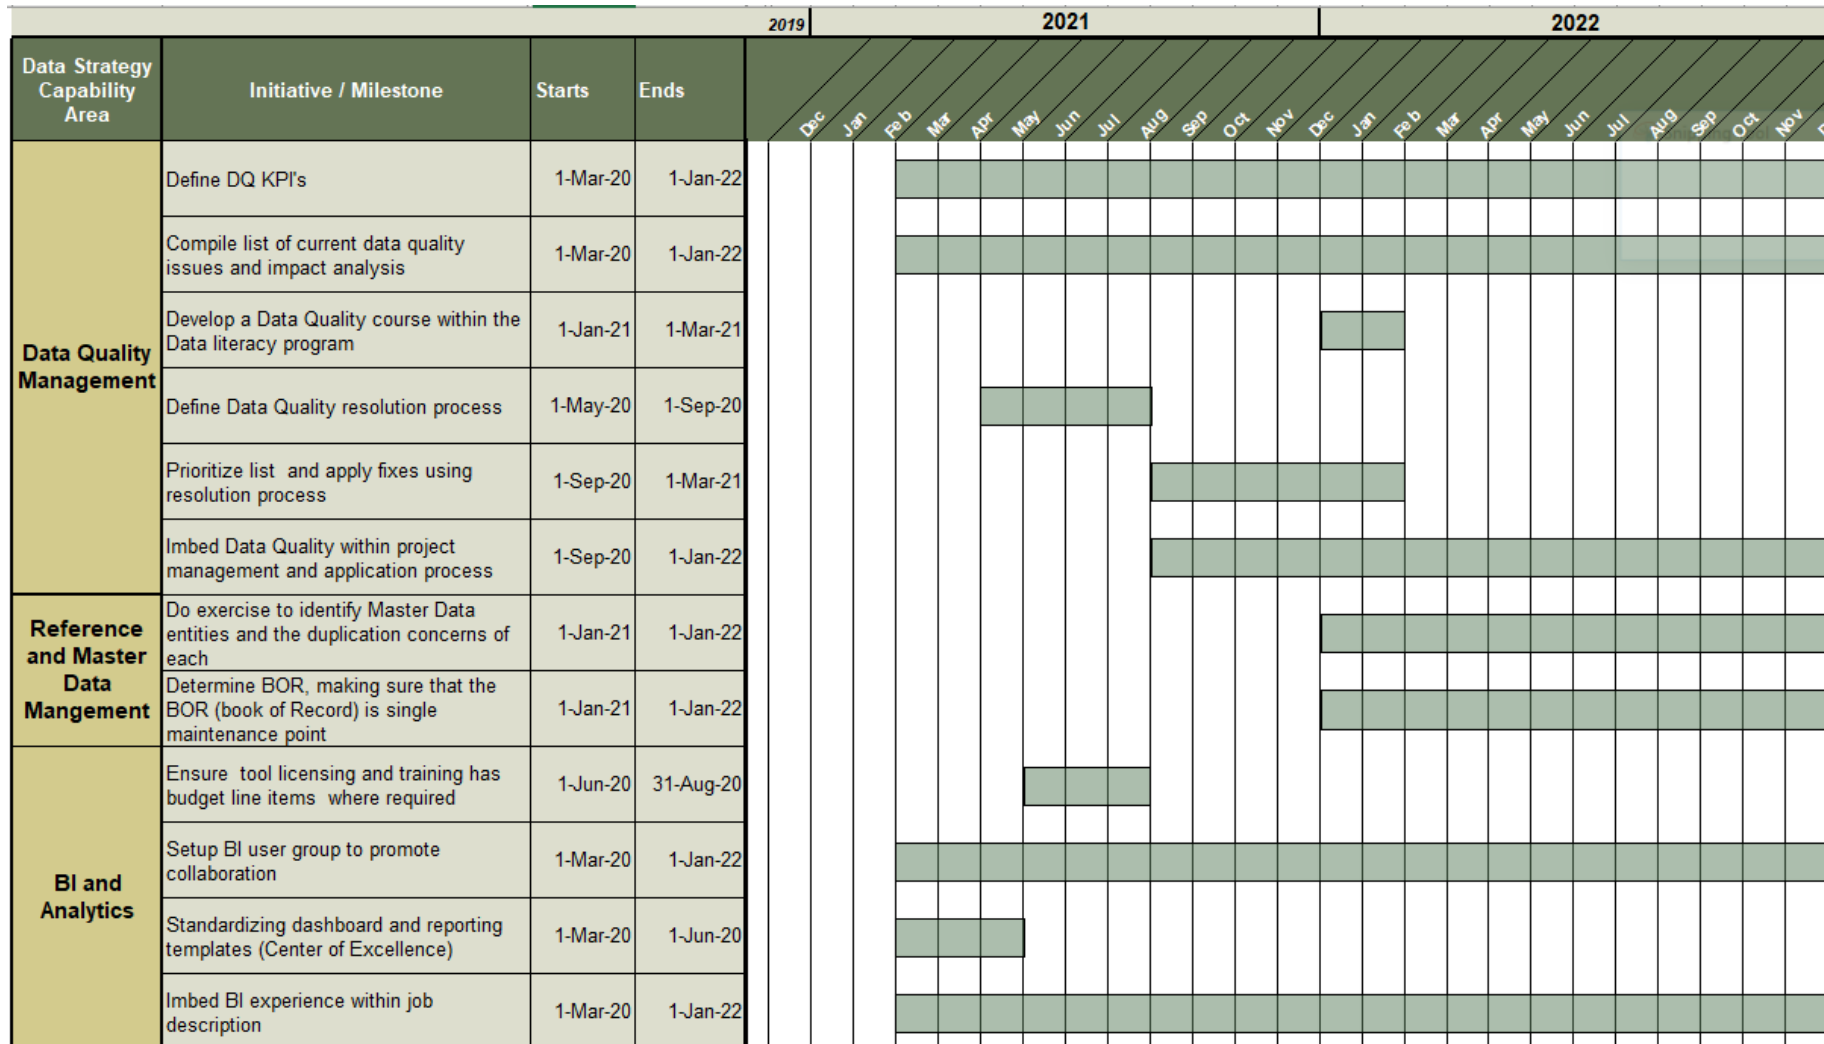 2019
2021
2022
Data Strategy
Capability
Area
Initiative / Milestone
Starts
Ends
Dec
Jan
Feb
Mar
Apr
May
Jun
Jul
Aug
Sep
Oct
Nov
Dec
Jan
Feb
Mar
Apr
May
Jun
Jul
Aug
Sep
Oct
Nov
Data Quality
Management
Define DQ KPI's
1-Mar-20
1-Jan-22
Compile list of current data quality
issues and impact analysis
1-Mar-20
1-Jan-22
Develop a Data Quality course within the
Data literacy program
1-Jan-21
1-Mar-21
Define Data Quality resolution process
1-May-20
1-Sep-20
Prioritize list  and apply fixes using
resolution process
1-Sep-20
1-Mar-21
Imbed Data Quality within project
management and application process
1-Sep-20
1-Jan-22
Reference
and Master
Data
Mangement
Do exercise to identify Master Data
entities and the duplication concerns of
each
1-Jan-21
1-Jan-22
Determine BOR, making sure that the
BOR (book of Record) is single
maintenance point
1-Jan-21
1-Jan-22
BI and
Analytics
Ensure  tool licensing and training has
budget line items  where required
1-Jun-20
31-Aug-20
Setup BI user group to promote
collaboration
1-Mar-20
1-Jan-22
Standardizing dashboard and reporting
templates (Center of Excellence)
1-Mar-20
1-Jun-20
Imbed BI experience within job
description
1-Mar-20
1-Jan-22